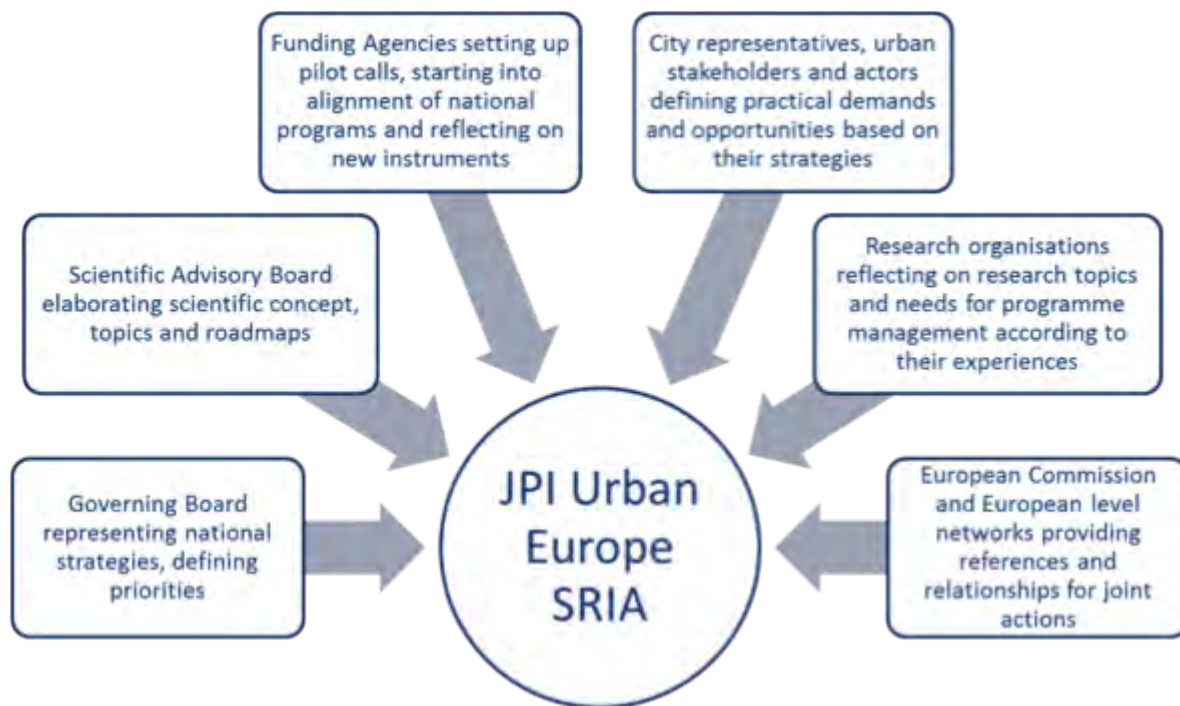 Funding Agencies setting up
pilot calls, starting into
alignment of national
programs and reflecting on
new instruments
City representatives, urban
stakeholders and actors
defining practical demands
and opportunities based on
their strategies
Scientific Advisory Board
elaborating scientific concept,
topics and roadmaps
Research organisations
reflecting on research topics
and needs for programme
management according to
their experiences
Governing Board
representing national
strategies, defining
priorities
JPI Urban
Europe
SRIA
European Commission
and European level
networks providing
references and
relationships for joint
actions